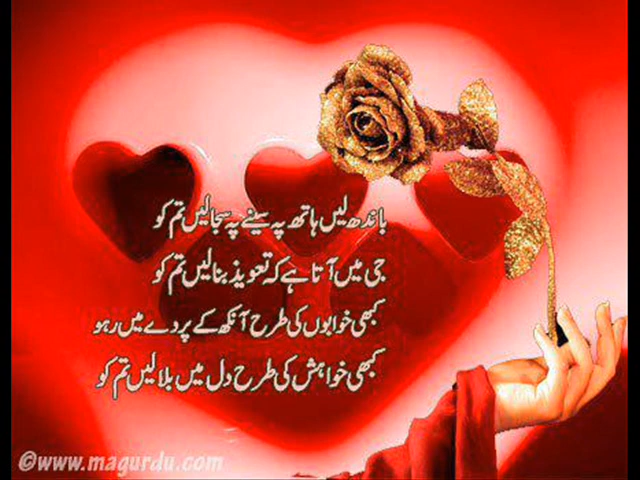 باندھ لیں ہاتھ پہ سینے پہ سجا لیں تم کو
جی میں آتا ہے کہ تعویذ بنا لیں تم کو
کبھی خوابوں کی طرح آنکھ کے پردے میں رہو
کبھی خواہش کی طرح دل میں بلا لیں تم کو
©www.magurdu.com